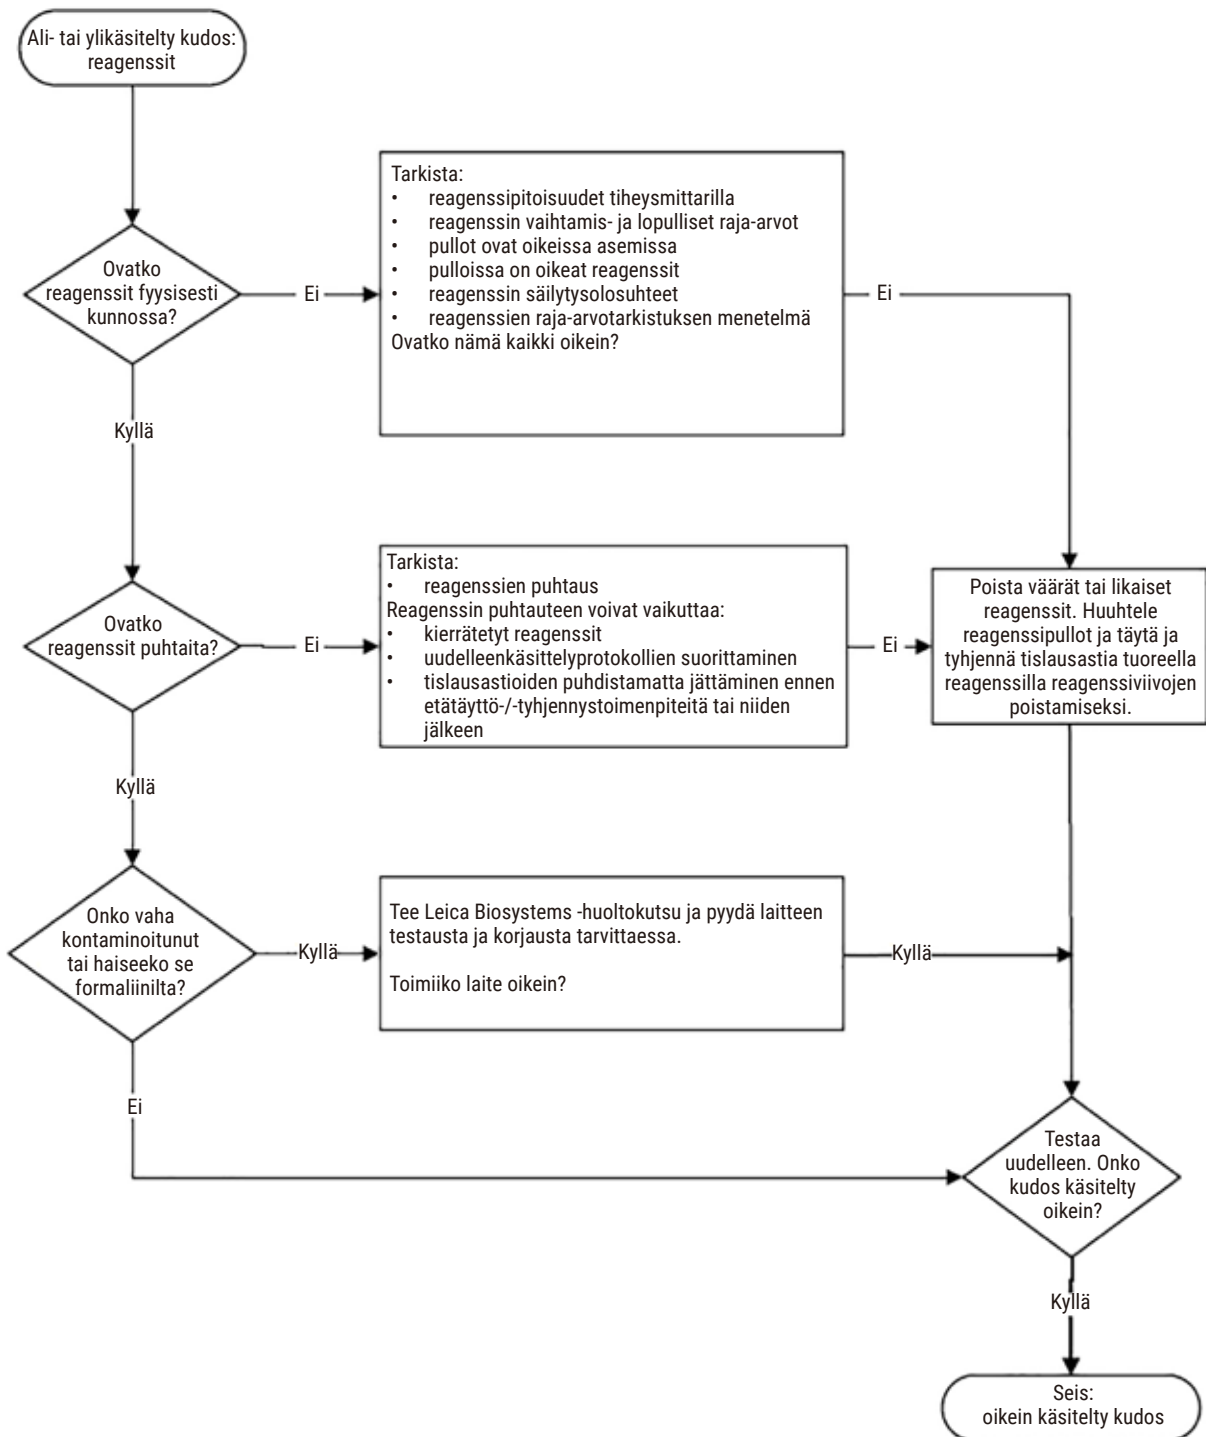 Ali- tai ylikäsitelty kudos:
reagenssit
Tarkista:
• reagenssipitoisuudet tiheysmittarilla
• reagenssin vaihtamis- ja lopulliset raja-arvot
• pullot ovat oikeissa asemissa
• pulloissa on oikeat reagenssit
• reagenssin säilytysolosuhteet
• reagenssien raja-arvotarkistuksen menetelmä
Ovatko nämä kaikki oikein?
Ovatko
reagenssit fyysisesti
kunnossa?
Ei
Ei
Kyllä
Tarkista:
• reagenssien puhtaus
Reagenssin puhtauteen voivat vaikuttaa:
• kierrätetyt reagenssit
• uudelleenkäsittelyprotokollien suorittaminen
• tislausastioiden puhdistamatta jättäminen ennen
etätäyttö-/-tyhjennystoimenpiteitä tai niiden
jälkeen
Ovatko
reagenssit puhtaita?
Ei
Ei
Poista väärät tai likaiset
reagenssit. Huuhtele
reagenssipullot ja täytä ja
tyhjennä tislausastia tuoreella
reagenssilla reagenssiviivojen
poistamiseksi.
Kyllä
Onko vaha
kontaminoitunut
tai haiseeko se
formaliinilta?
Kyllä
Tee Leica Biosystems -huoltokutsu ja pyydä laitteen
testausta ja korjausta tarvittaessa.
Toimiiko laite oikein?
Kyllä
Ei
Testaa
uudelleen. Onko
kudos käsitelty
oikein?
Kyllä
Seis:
oikein käsitelty kudos